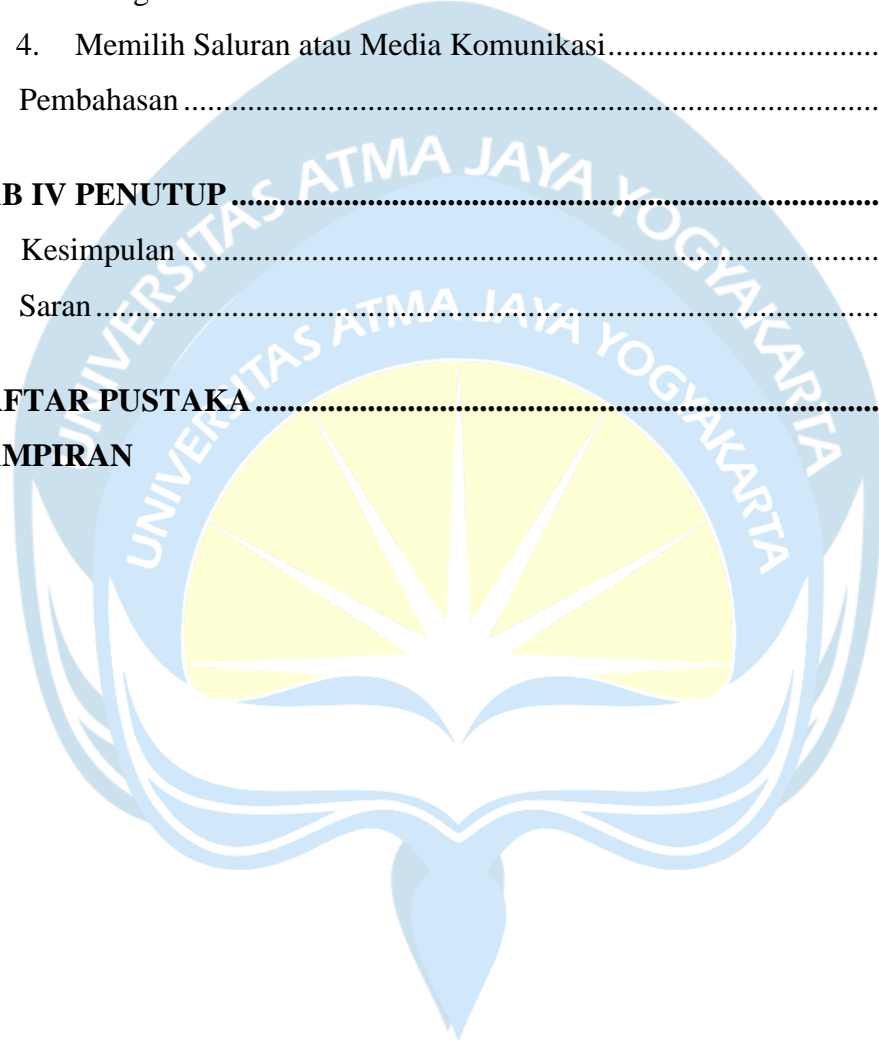 4. Memilih Saluran atau Media Komunikasi................................
Pembahasan................................................................................
B IV PENUTUP...........................................................................
Kesimpulan................................................................................
Saran..........................................................................................
FTAR PUSTAKA........................................................................
MPIRAN
UNIVERSITAS ATMA JAYA YOGYAKARTA
UNIVERSITAS ATMA JAYA YOGYAKARTA